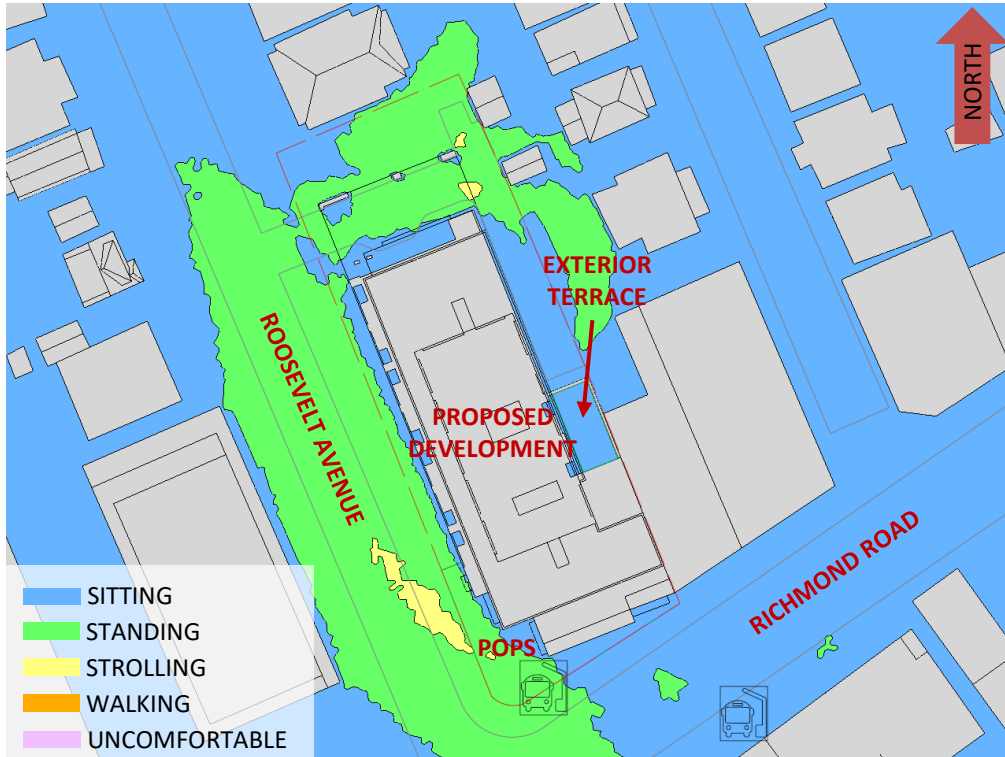 NORTH
EXTERIOR
TERRACE
ROOSEVELT AVENUE
PROPOSED
DEVELOPMENT
RICHMOND ROAD
POPS
SITTING
STANDING
STROLLING
WALKING
UNCOMFORTABLE